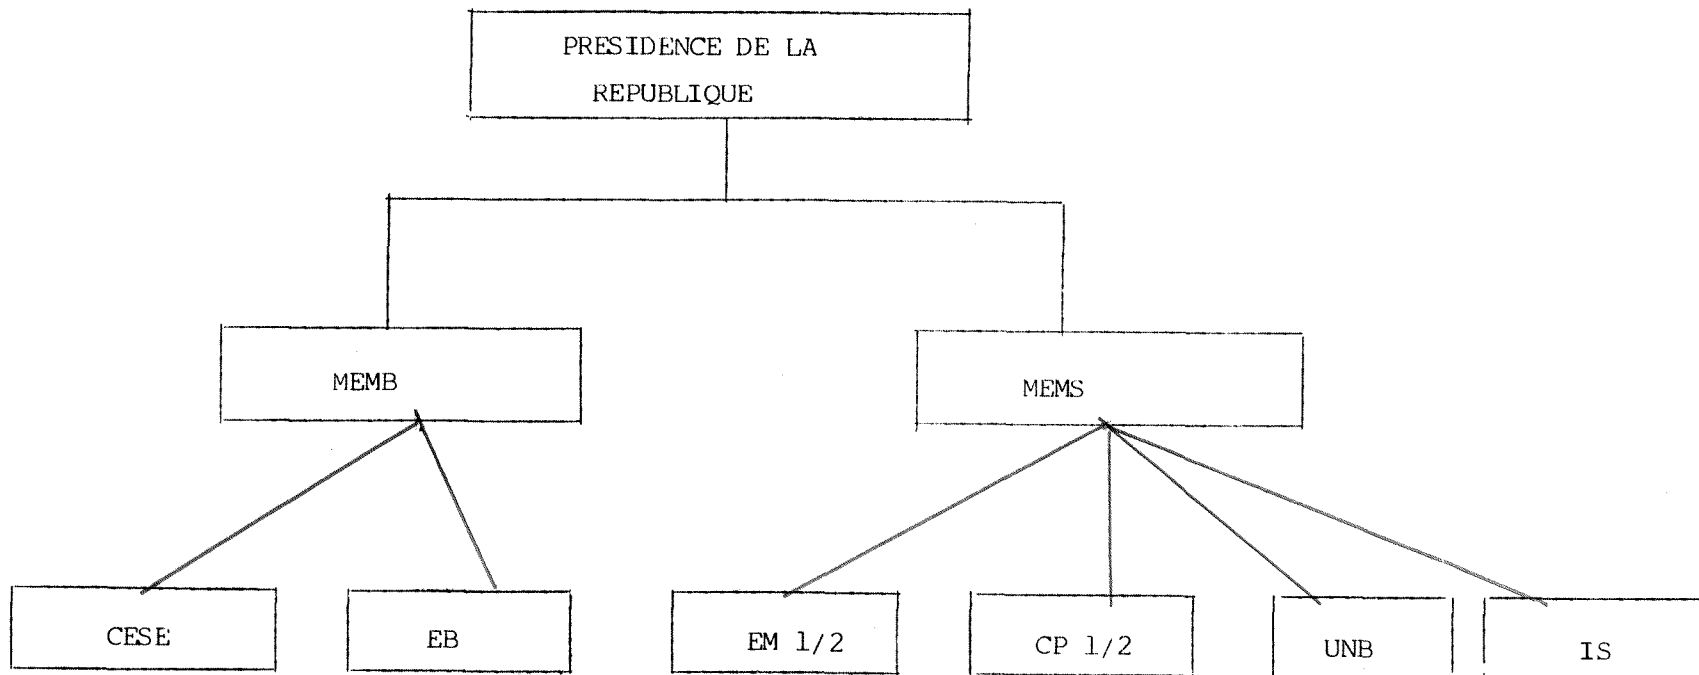 PRESIDENCE DE LA
REPUBLIQUE
MEMB
MEMS
CESE
EB
EM 1/2
CP 1/2
UNB
IS